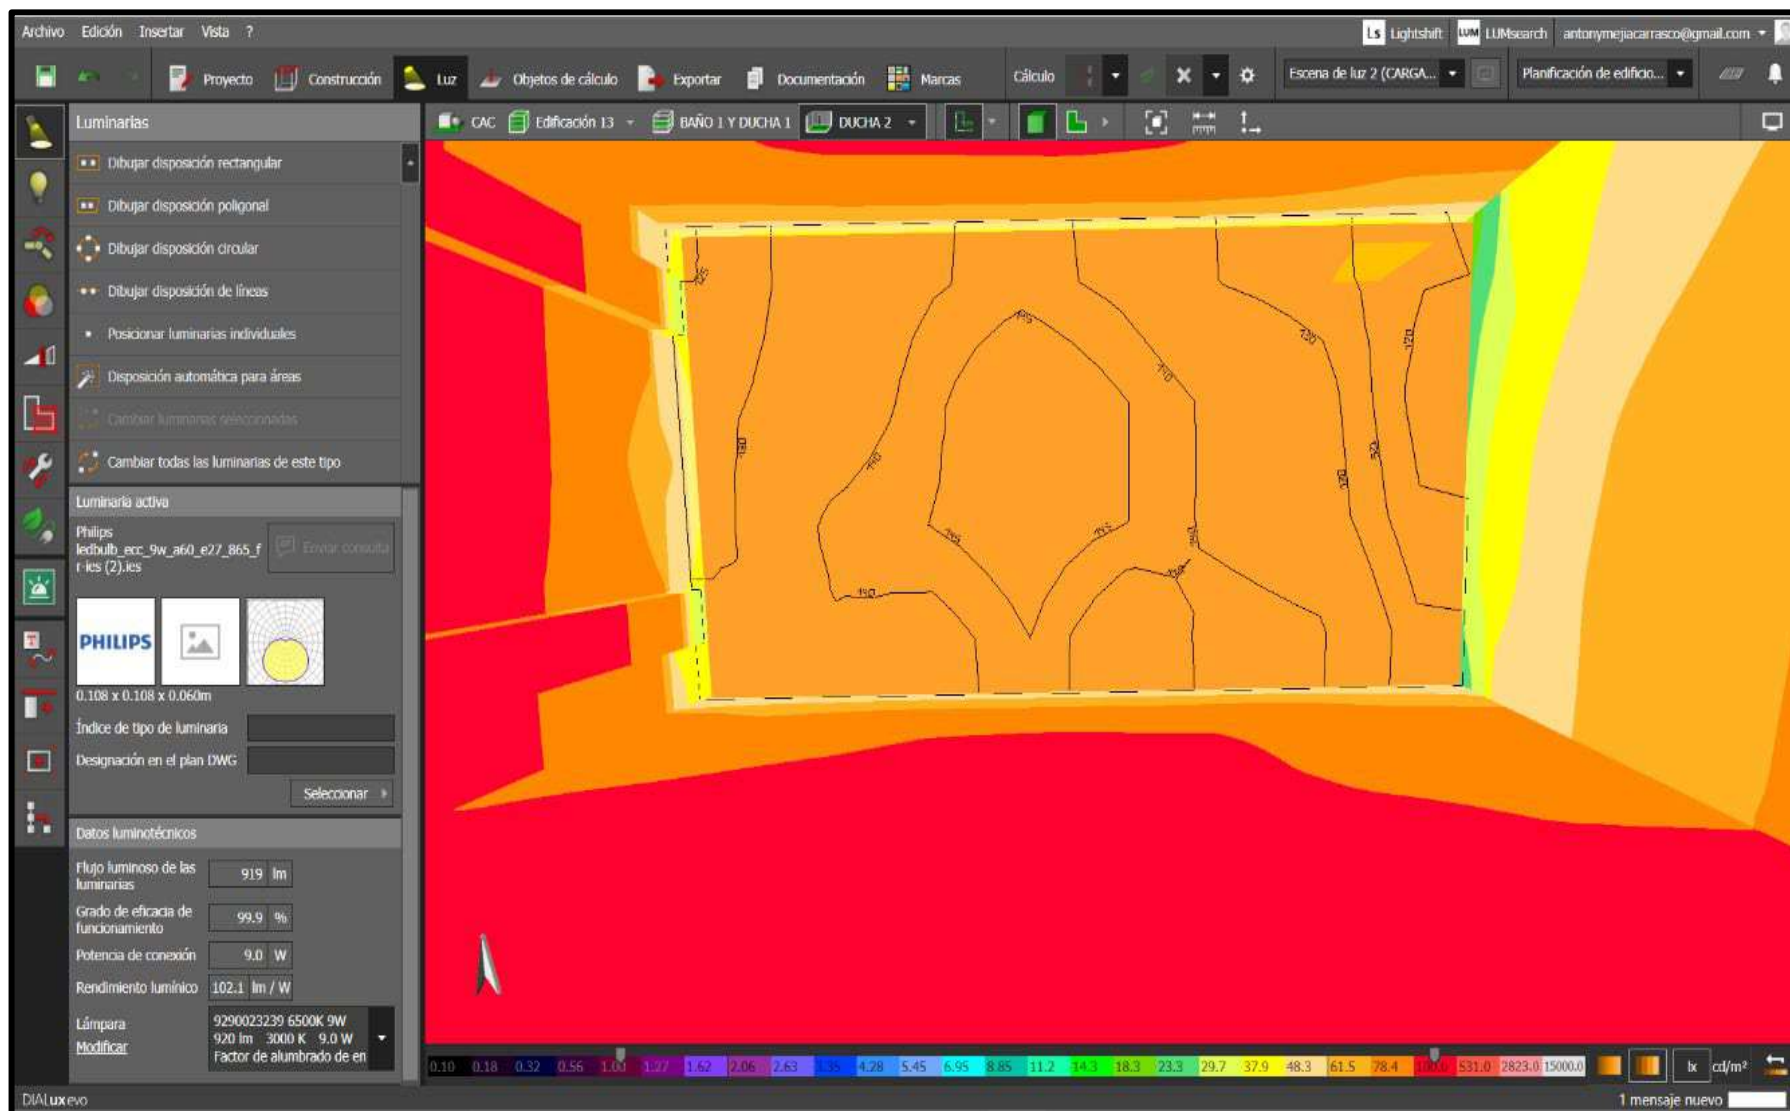 Archivo Edición Insertar Vista ?
Ls Lightshift LUM LUMsearch antonymejiacarrasco@gmail.com
Proyecto Construcción Luz Objetos de cálculo Exportar Documentación Marcas Cálculo Escena de luz 2 (CARGA... Planificación de edificio...
Luminarias
CAC Edificación 13 BAÑO 1 Y DUCHA 1 DUCHA 2
Dibujar disposición rectangular
Dibujar disposición poligonal
Dibujar disposición circular
Dibujar disposición de líneas
Posicionar luminarias individuales
Disposición automática para áreas
Cambiar luminarias seleccionadas
Cambiar todas las luminarias de este tipo
Luminaria activa
Philips
ledbulb_ecc_9w_a60_e27_865_f
r-ies (2).ies
Enviar consulta
PHILIPS
0.108 x 0.108 x 0.060m
Índice de tipo de luminaria
Designación en el plan DWG
Seleccionar
Datos luminotécnicos
Flujo luminoso de las
luminarias
919 lm
Grado de eficacia de
funcionamiento
99.9 %
Potencia de conexión 9.0 W
Rendimiento lumínico 102.1 lm / W
Lámpara
Modificar
9290023239 6500K 9W
920 lm 3000 K 9.0 W
Factor de alumbrado de en
0.10 0.18 0.32 0.56 1.00 1.27 1.62 2.06 2.63 3.35 4.28 5.45 6.95 8.85 11.2 14.3 18.3 23.3 29.7 37.9 48.3 61.5 78.4 100.0 531.0 2823.0 15000.0 lx cd/m²
DIALux evo
1 mensaje nuevo